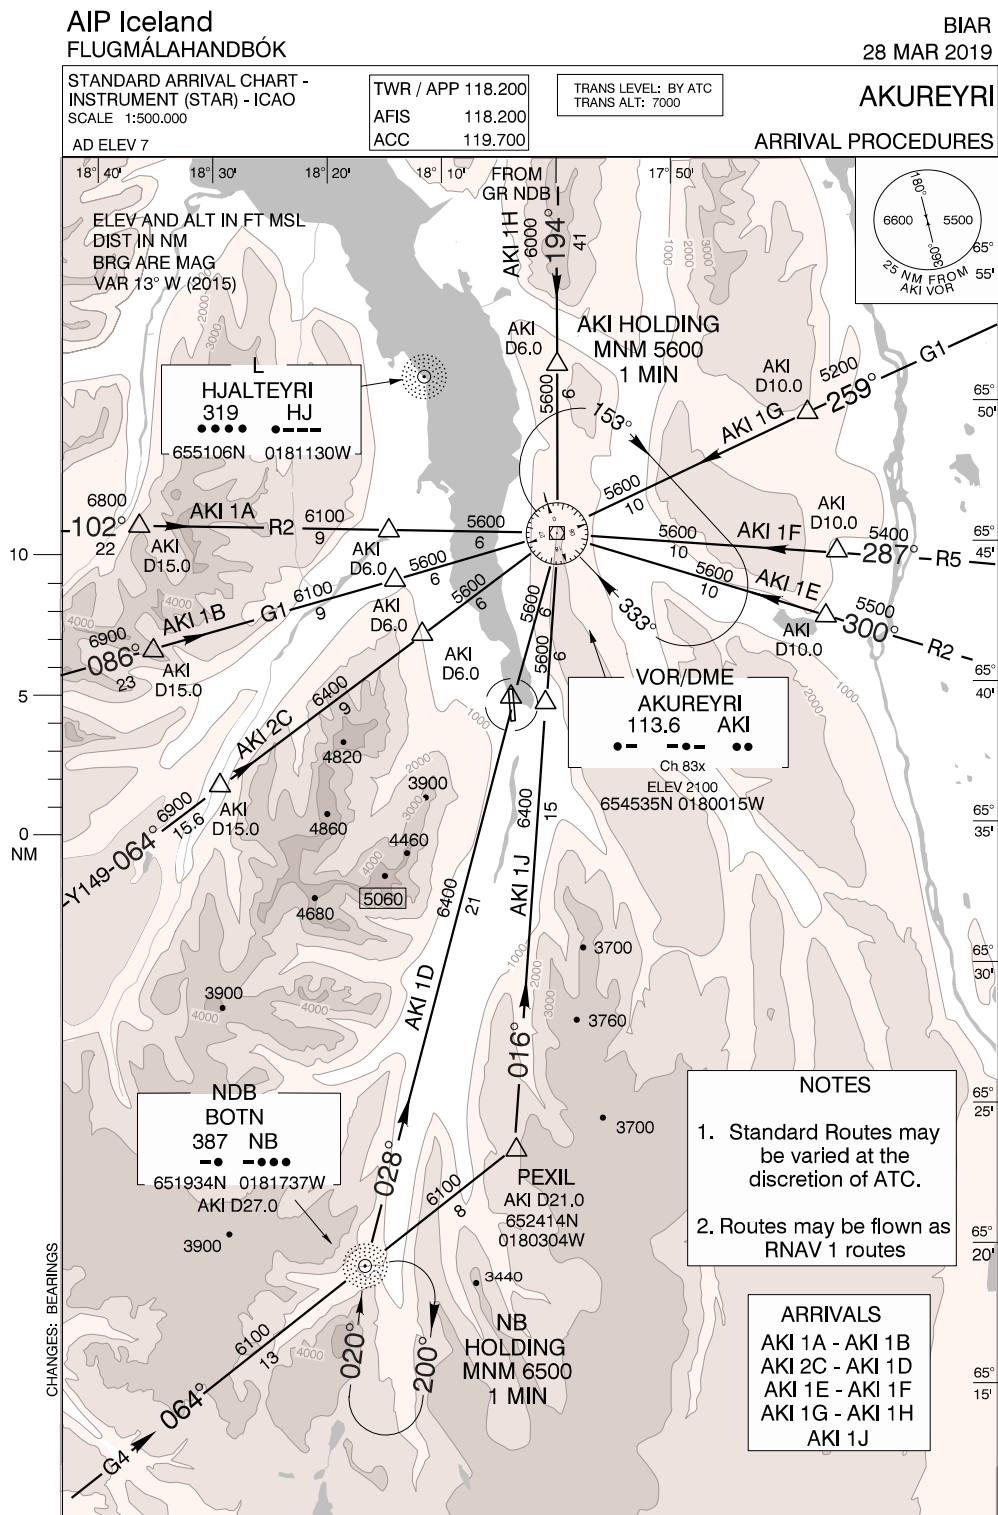 AIP Iceland
FLUGMÁLAHANDBÓK
BIAR
28 MAR 2019
STANDARD ARRIVAL CHART -
INSTRUMENT (STAR) - ICAO
SCALE 1:500.000
AD ELEV 7
TWR / APP 118.200
AFIS 118.200
ACC 119.700
TRANS LEVEL: BY ATC
TRANS ALT: 7000
AKUREYRI
ARRIVAL PROCEDURES
18° 40'
18° 30'
18° 20'
18° 10'
17° 50'
FROM
GR NDB
ELEV AND ALT IN FT MSL
DIST IN NM
BRG ARE MAG
VAR 13° W (2015)
180°
6600 5500
360°
25 NM FROM
AKI VOR
65°
55'
AKI 1H
6000
194°
41
AKI
D6.0
5600
6
AKI HOLDING
MNM 5600
1 MIN
153°
333°
AKI
D10.0
5200
G1
259°
AKI 1G
5600
10
65°
50'
L
HJALTEYRI
319 HJ
655106N 0181130W
6800
102°
22
AKI 1A
AKI
D15.0
R2
6100
9
AKI
D6.0
5600
6
AKI 1F
AKI
D10.0
5400
287°
R5
5600
10
65°
45'
AKI 1E
5600
10
AKI
D10.0
5500
300°
R2
6900
086°
23
AKI 1B
AKI
D15.0
G1
6100
9
5600
6
AKI
D6.0
5600
6
AKI
D6.0
5600
6
5600
6
10
5
0
NM
65°
40'
VOR/DME
AKUREYRI
113.6 AKI
Ch 83x
ELEV 2100
654535N 0180015W
AKI 2C
6400
9
Y149
064°
6900
15.6
AKI
D15.0
4820
4860
3900
4460
5060
4680
65°
35'
6400
15
AKI 1J
6400
21
AKI 1D
3700
3760
3700
3900
65°
30'
016°
028°
NDB
BOTN
387 NB
651934N 0181737W
AKI D27.0
3900
PEXIL
AKI D21.0
652414N
0180304W
6100
8
65°
25'
NOTES
1. Standard Routes may
be varied at the
discretion of ATC.
2. Routes may be flown as
RNAV 1 routes
65°
20'
3440
NB
HOLDING
MNM 6500
1 MIN
020°
200°
6100
13
064°
G4
ARRIVALS
AKI 1A - AKI 1B
AKI 2C - AKI 1D
AKI 1E - AKI 1F
AKI 1G - AKI 1H
AKI 1J
65°
15'
CHANGES: BEARINGS